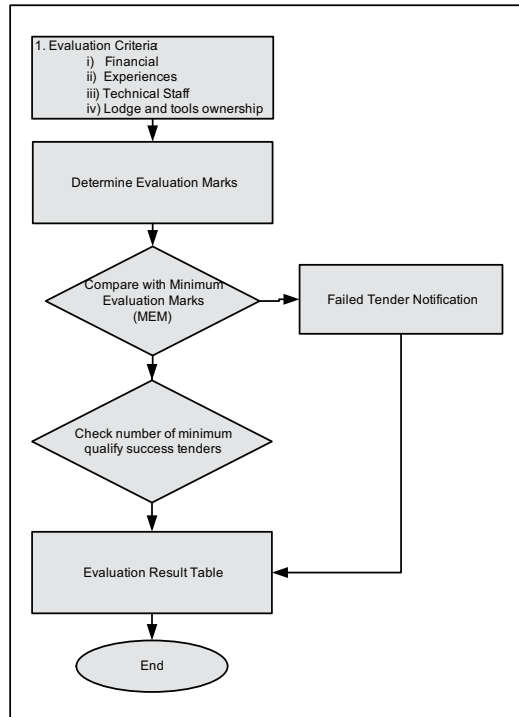 1. Evaluation Criteria:
i) Financial
ii) Experiences
iii) Technical Staff
iv) Lodge and tools ownership
Determine Evaluation Marks
Compare with Minimum
Evaluation Marks
(MEM)
Failed Tender Notification
Check number of minimum
qualify success tenders
Evaluation Result Table
End